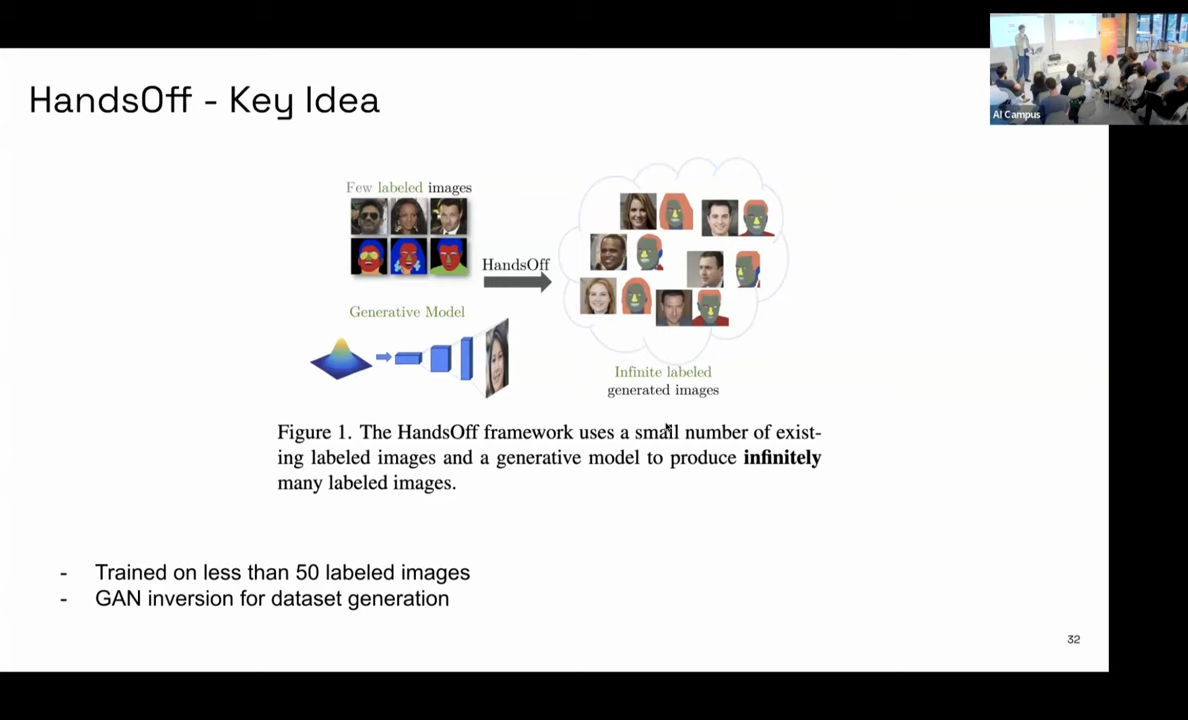 HandsOff - Key Idea
AI Campus
Few labeled images
HandsOff
Generative Model
Infinite labeled
generated images
Figure 1. The HandsOff framework uses a small number of exist-
ing labeled images and a generative model to produce infinitely
many labeled images.
- Trained on less than 50 labeled images
- GAN inversion for dataset generation
32